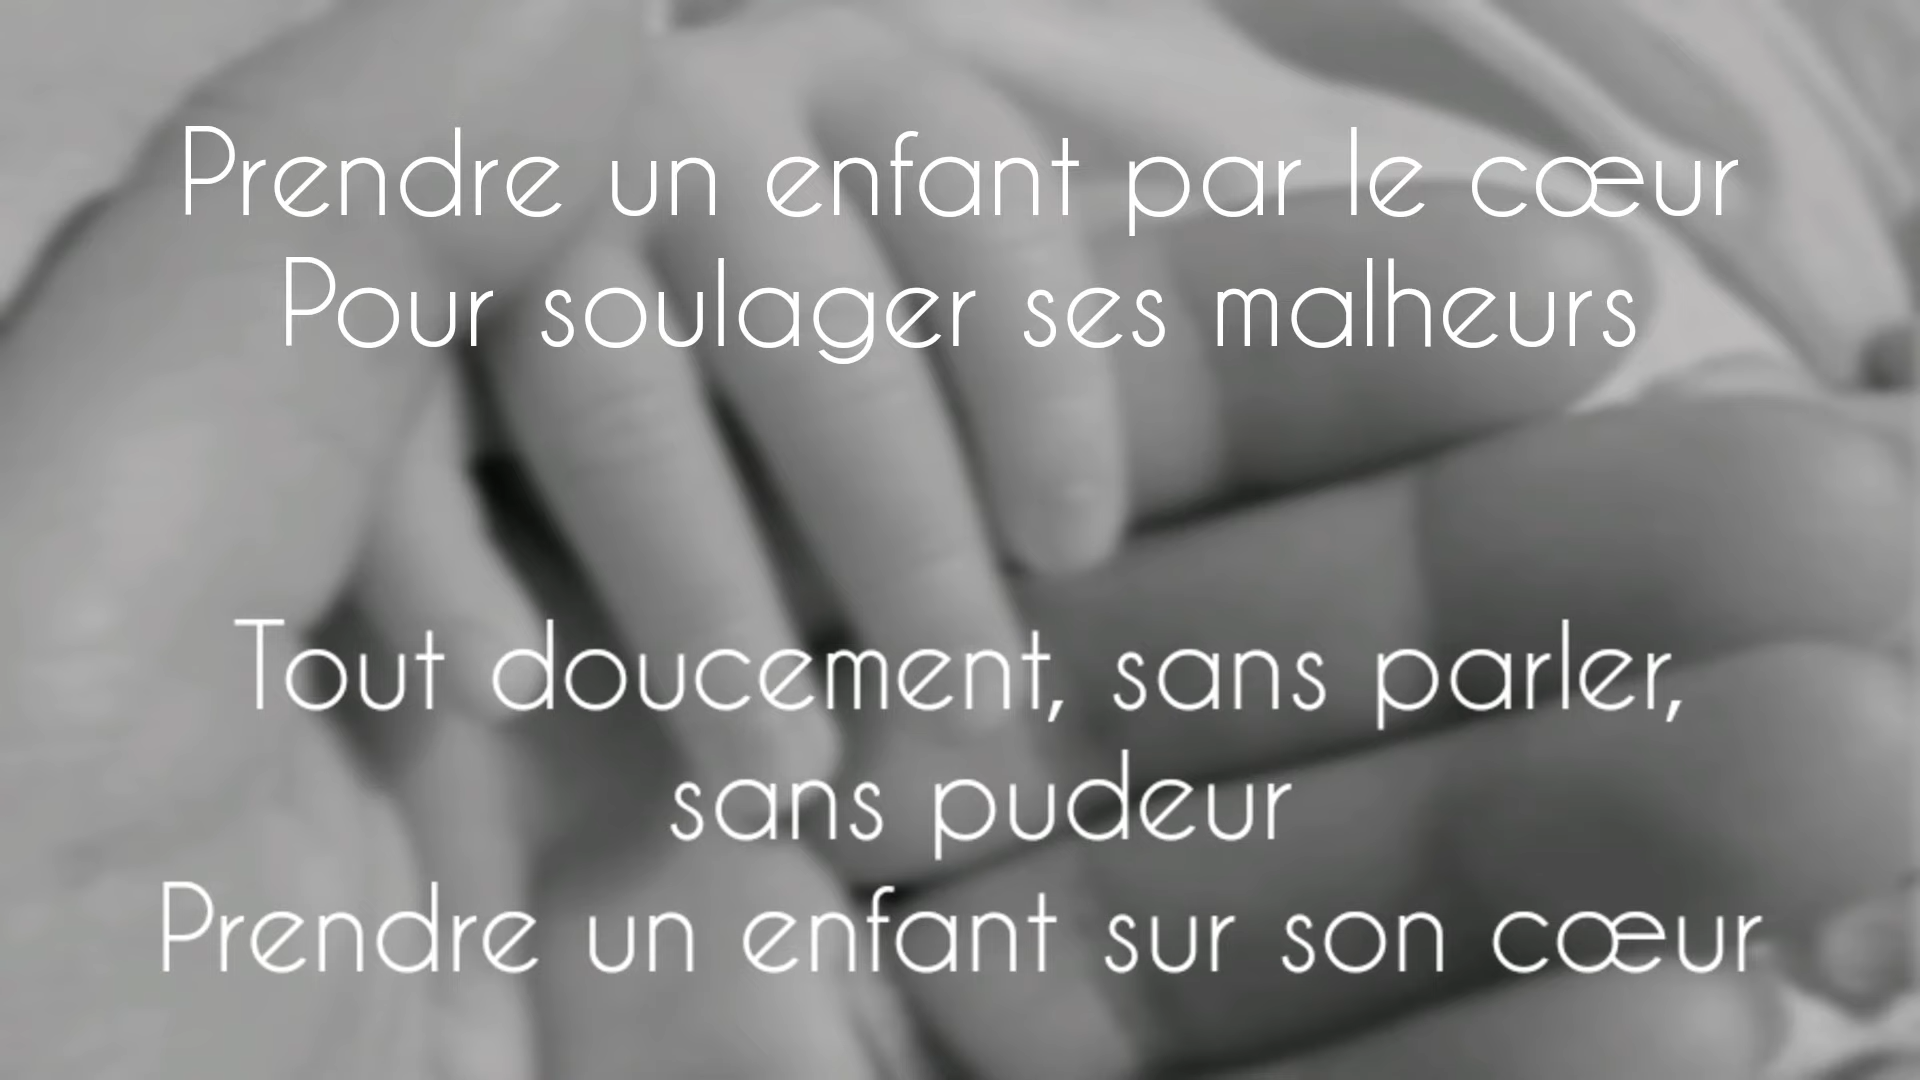 Prendre un enfant par le cœur
Pour soulager ses malheurs
Tout doucement, sans parler,
sans pudeur
Prendre un enfant sur son cœur